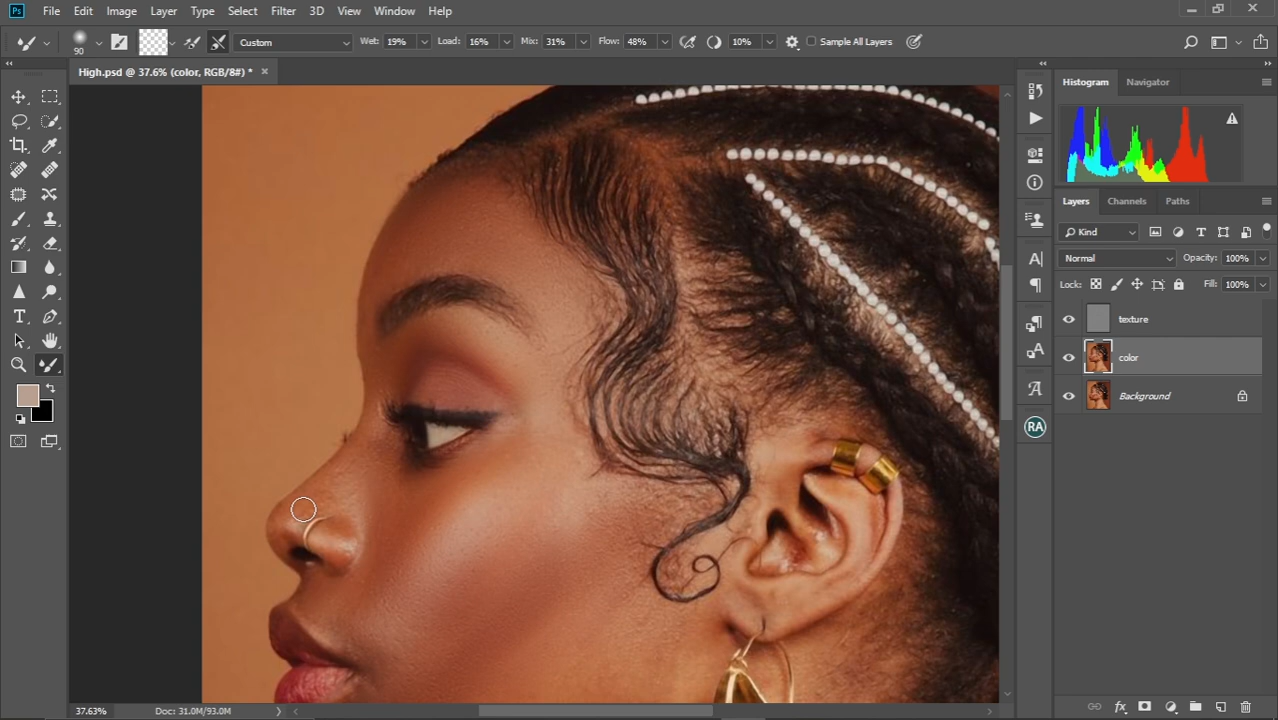 Ps File Edit Image Layer Type Select Filter 3D View Window Help
90 Custom Wet: 19% Load: 16% Mix: 31% Flow: 48% 10% Sample All Layers
High.psd @ 37.6% (color, RGB/8#) * ×
Histogram Navigator
Layers Channels Paths
Kind
Normal Opacity: 100%
Lock: Fill: 100%
texture
color
Background
RA
37.63% Doc: 31.0M/93.0M